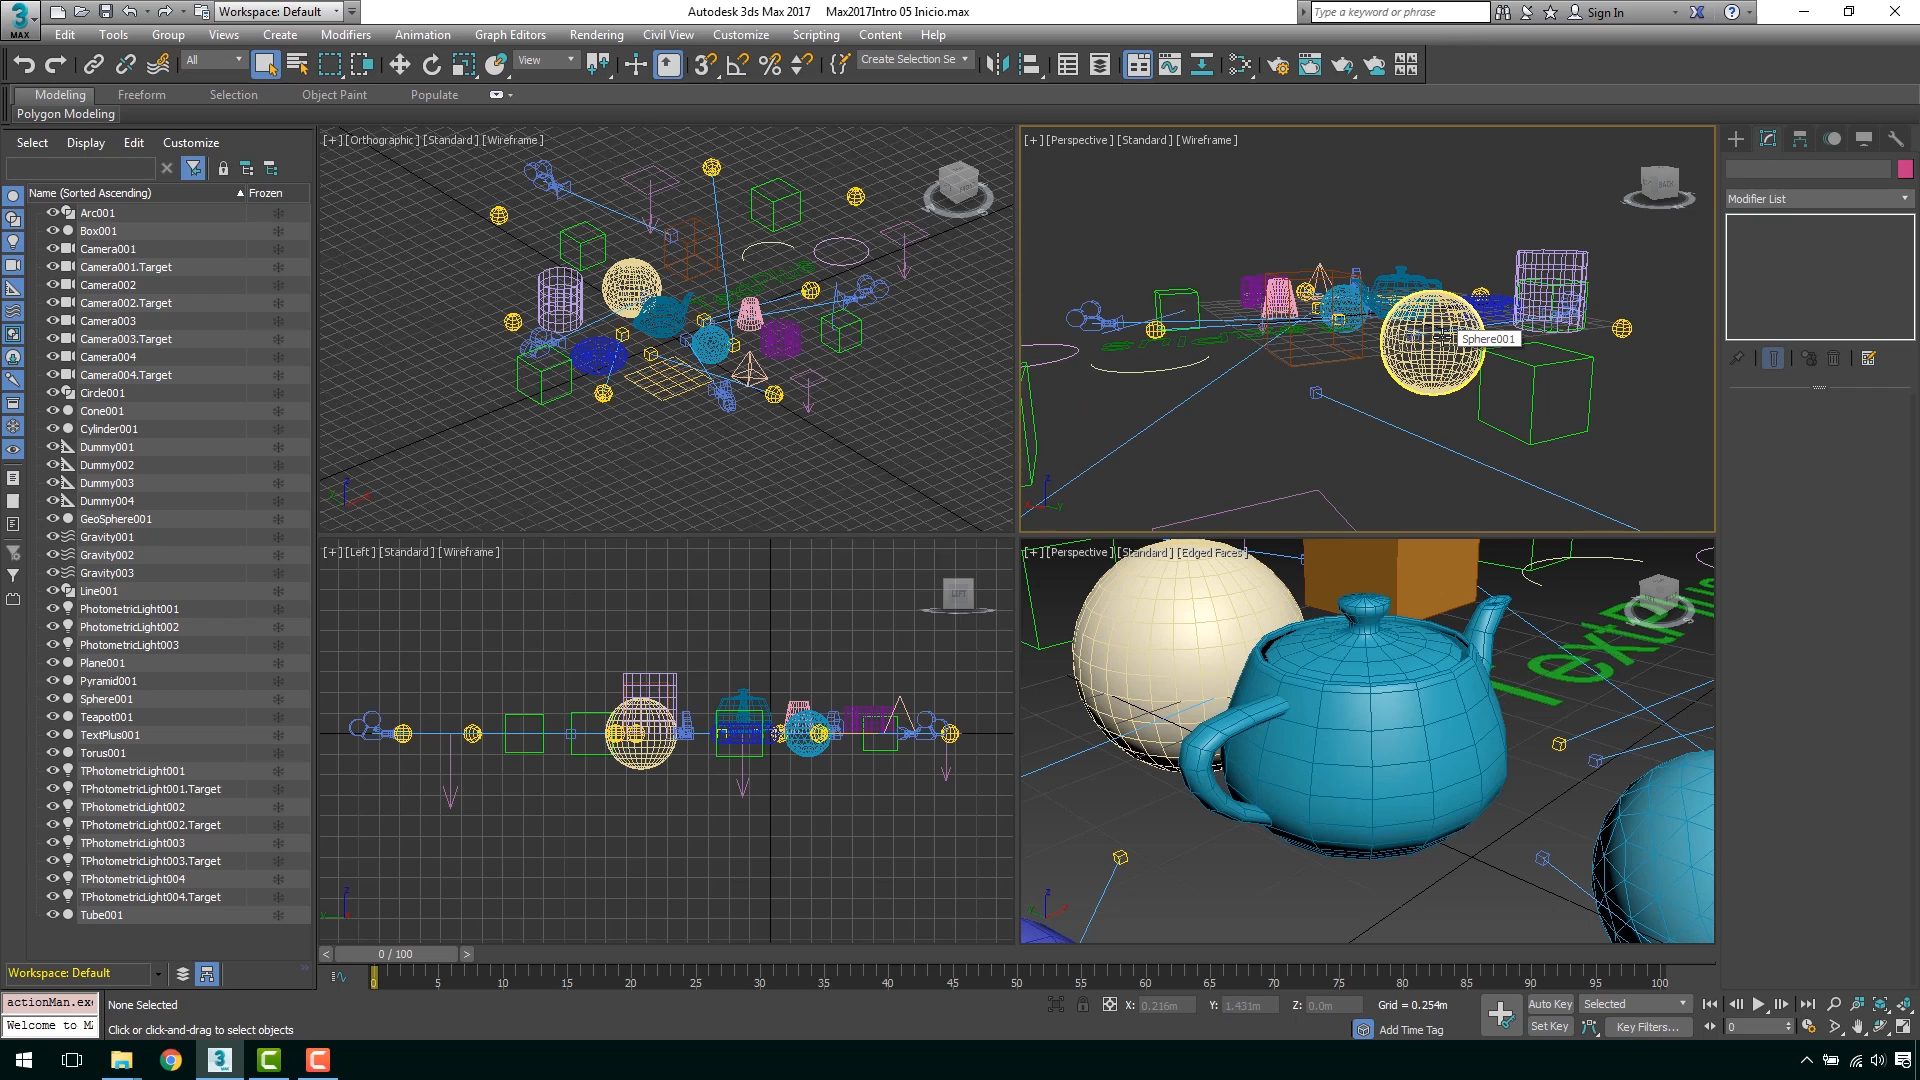 Workspace: Default
Autodesk 3ds Max 2017 Max2017Intro 05 Inicio.max
Type a keyword or phrase
Sign In
MAX
Edit Tools Group Views Create Modifiers Animation Graph Editors Rendering Civil View Customize Scripting Content Help
All
View
Create Selection Se
Modeling Freeform Selection Object Paint Populate
Polygon Modeling
Select Display Edit Customize
Name (Sorted Ascending) Frozen
Arc001
Box001
Camera001
Camera001.Target
Camera002
Camera002.Target
Camera003
Camera003.Target
Camera004
Camera004.Target
Circle001
Cone001
Cylinder001
Dummy001
Dummy002
Dummy003
Dummy004
GeoSphere001
Gravity001
Gravity002
Gravity003
Line001
PhotometricLight001
PhotometricLight002
PhotometricLight003
Plane001
Pyramid001
Sphere001
Teapot001
TextPlus001
Torus001
TPhotometricLight001
TPhotometricLight001.Target
TPhotometricLight002
TPhotometricLight002.Target
TPhotometricLight003
TPhotometricLight003.Target
TPhotometricLight004
TPhotometricLight004.Target
Tube001
[+] [Orthographic] [Standard] [Wireframe]
[+] [Perspective] [Standard] [Wireframe]
Sphere001
[+] [Left] [Standard] [Wireframe]
LEFT
[+] [Perspective] [Standard] [Edged Faces]
BACK
Modifier List
< 0 / 100 >
Workspace: Default
0 5 10 15 20 25 30 35 40 45 50 55 60 65 70 75 80 85 90 95 100
actionMan.exe
Welcome to M
None Selected
Click or click-and-drag to select objects
X: 0.216m Y: 1.431m Z: 0.0m Grid = 0.254m
Add Time Tag
Auto Key Selected
Set Key Key Filters...
0